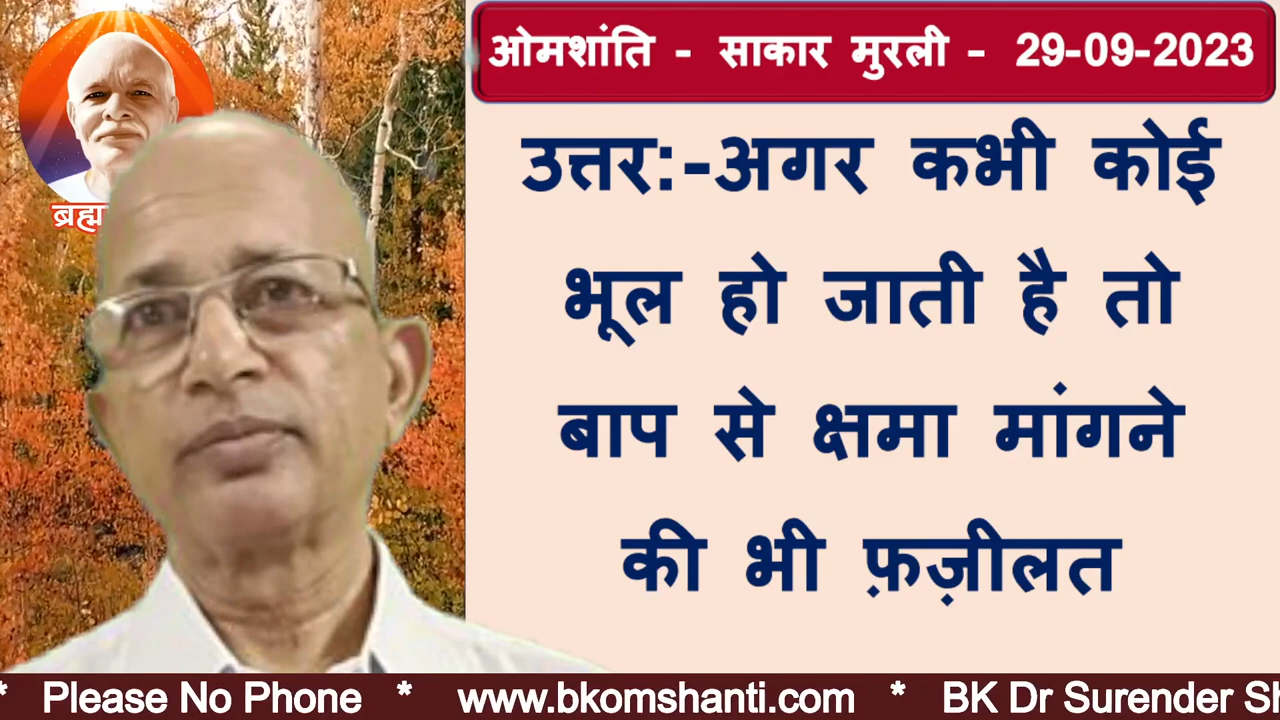 ओमशांति - साकार मुरली - 29-09-2023
उत्तर:-अगर कभी कोई
भूल हो जाती है तो
बाप से क्षमा मांगने
की भी फ़ज़ीलत
ब्रह्म
* Please No Phone * www.bkomshanti.com * BK Dr Surender Sh